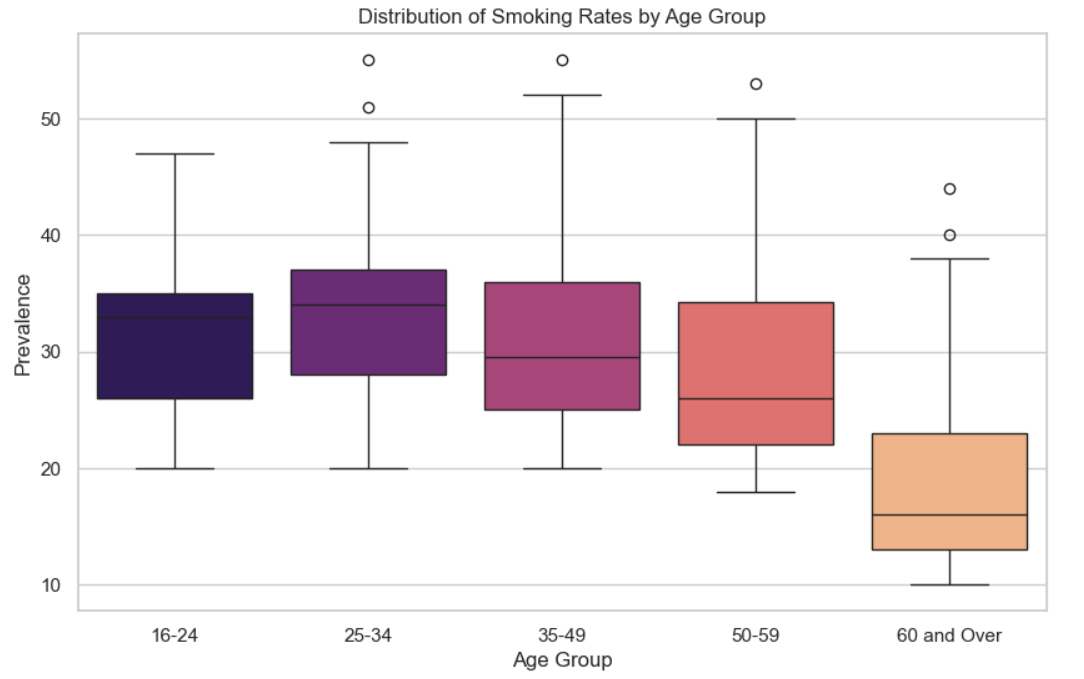 Distribution of Smoking Rates by Age Group
Prevalence
50
40
30
20
10
16-24
25-34
35-49
50-59
60 and Over
Age Group